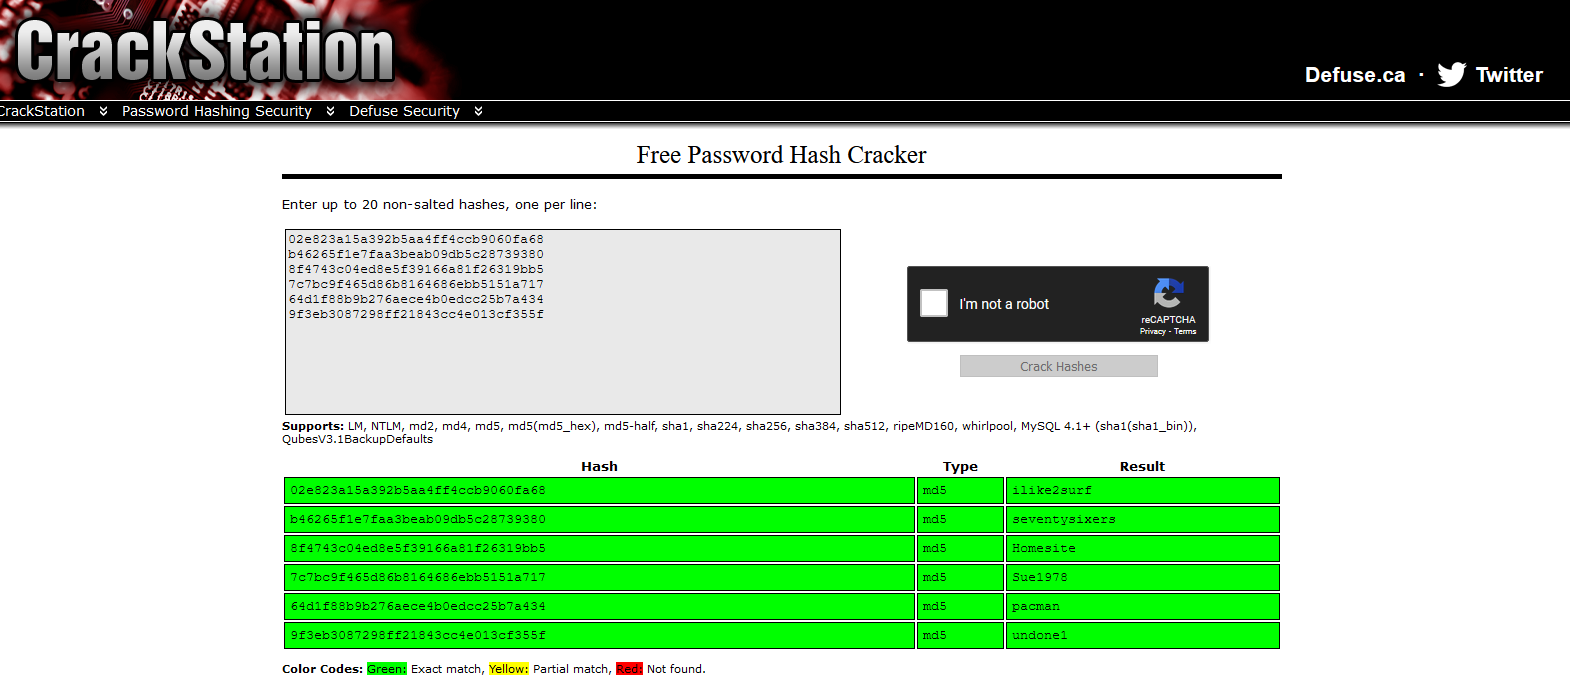 CrackStation
Defuse.ca · Twitter
CrackStation Password Hashing Security Defuse Security
Free Password Hash Cracker
Enter up to 20 non-salted hashes, one per line:
02e823a15a392b5aa4ff4ccb9060fa68
b46265f1e7faa3beab09db5c28739380
8f4743c04ed8e5f39166a81f26319bb5
7c7bc9f465d86b8164686ebb5151a717
64d1f88b9b276aece4b0edcc25b7a434
9f3eb3087298ff21843cc4e013cf355f
I'm not a robot
reCAPTCHA
Privacy - Terms
Crack Hashes
Supports: LM, NTLM, md2, md4, md5, md5(md5_hex), md5-half, sha1, sha224, sha256, sha384, sha512, ripeMD160, whirlpool, MySQL 4.1+ (sha1(sha1_bin)),
QubesV3.1BackupDefaults
Hash Type Result
02e823a15a392b5aa4ff4ccb9060fa68 md5 ilike2surf
b46265f1e7faa3beab09db5c28739380 md5 seventysixers
8f4743c04ed8e5f39166a81f26319bb5 md5 Homesite
7c7bc9f465d86b8164686ebb5151a717 md5 Sue1978
64d1f88b9b276aece4b0edcc25b7a434 md5 pacman
9f3eb3087298ff21843cc4e013cf355f md5 undone1
Color Codes: Green: Exact match, Yellow: Partial match, Red: Not found.